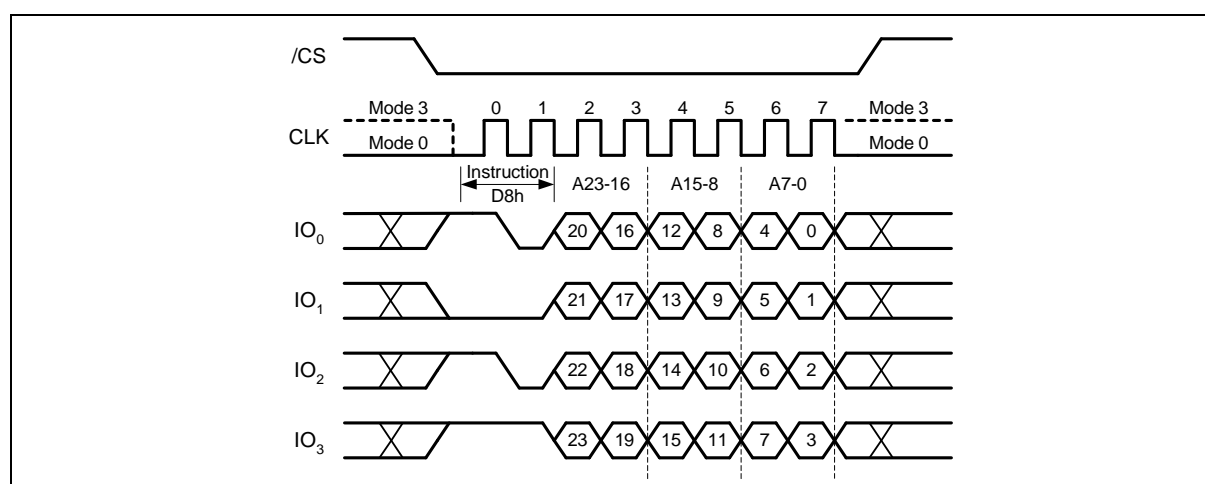 /CS
Mode 3 0 1 2 3 4 5 6 7 Mode 3
CLK
Mode 0 Mode 0
Instruction
D8h A23-16 A15-8 A7-0
IO0 20 16 12 8 4 0
IO1 21 17 13 9 5 1
IO2 22 18 14 10 6 2
IO3 23 19 15 11 7 3